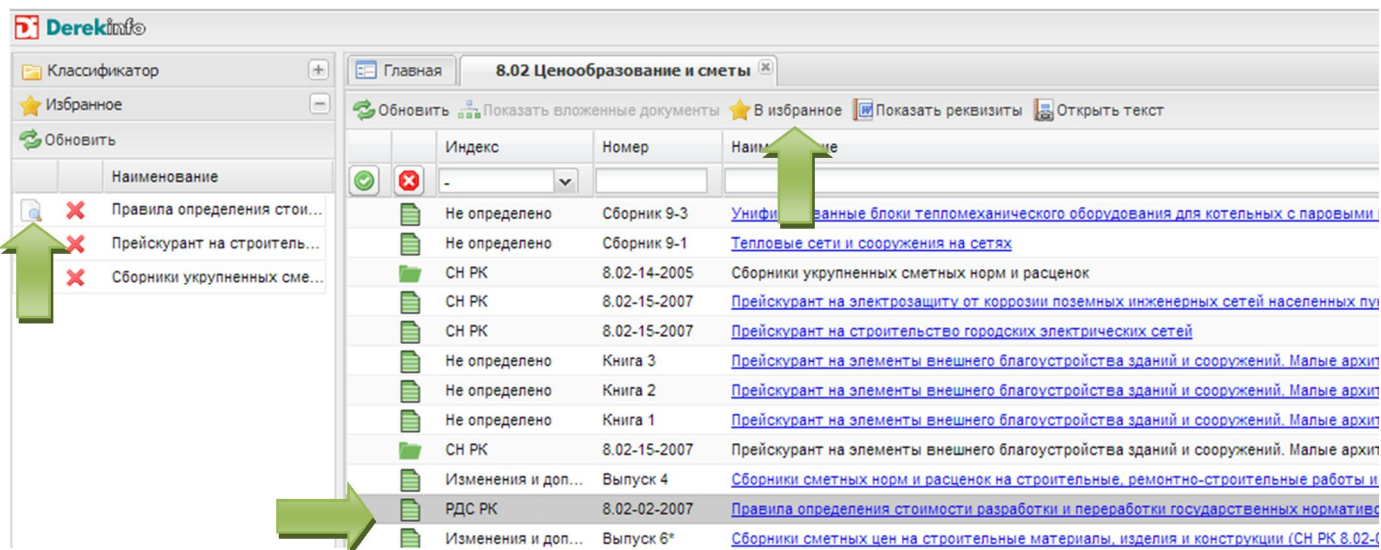 Derekinfo
Классификатор
Избранное
Обновить
Наименование
Правила определения стои...
Прейскурант на строитель...
Сборники укрупненных сме...
Главная 8.02 Ценообразование и сметы
Обновить Показать вложенные документы В избранное Показать реквизиты Открыть текст
Индекс Номер
-
Не определено Сборник 9-3 блоки тепломеханического оборудования для котельных с паровыми
Не определено Сборник 9-1 Тепловые сети и сооружения на сетях
СН РК 8.02-14-2005 Сборники укрупненных сметных норм и расценок
СН РК 8.02-15-2007 Прейскурант на электрозащиту от коррозии поземных инженерных сетей населенных пу
СН РК 8.02-15-2007 Прейскурант на строительство городских электрических сетей
Не определено Книга 3 Прейскурант на элементы внешнего благоустройства зданий и сооружений. Малые архит
Не определено Книга 2 Прейскурант на элементы внешнего благоустройства зданий и сооружений. Малые архит
Не определено Книга 1 Прейскурант на элементы внешнего благоустройства зданий и сооружений. Малые архит
СН РК 8.02-15-2007 Прейскурант на элементы внешнего благоустройства зданий и сооружений. Малые архит
Изменения и доп... Выпуск 4 Сборники сметных норм и расценок на строительные, ремонтно-строительные работы и
РДС РК 8.02-02-2007 Правила определения стоимости разработки и переработки государственных норматив
Изменения и доп... Выпуск 6* Сборники сметных цен на строительные материалы, изделия и конструкции (СН РК 8.02-